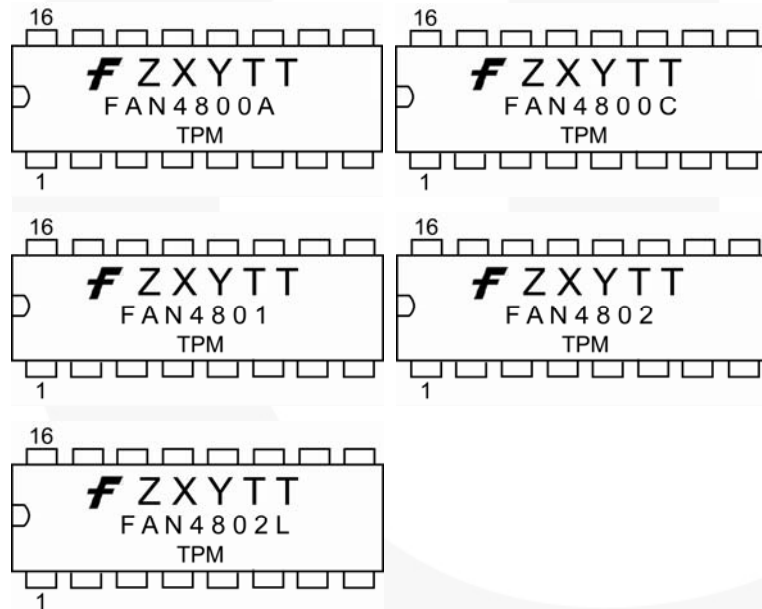 16
ZXYTT
FAN4800A
TPM
1
16
ZXYTT
FAN4800C
TPM
1
16
ZXYTT
FAN4801
TPM
1
16
ZXYTT
FAN4802
TPM
1
16
ZXYTT
FAN4802L
TPM
1